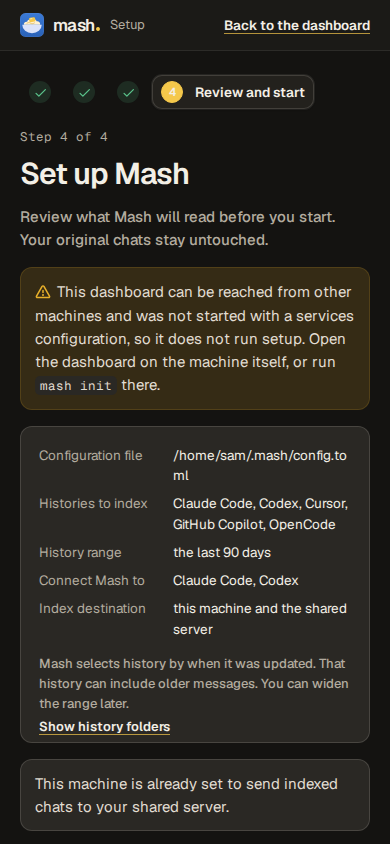 mash. Setup Back to the dashboard
4 Review and start
Step 4 of 4
Set up Mash
Review what Mash will read before you start.
Your original chats stay untouched.
This dashboard can be reached from other
machines and was not started with a services
configuration, so it does not run setup. Open
the dashboard on the machine itself, or run
mash init there.
Configuration file /home/sam/.mash/config.to
ml
Histories to index Claude Code, Codex, Cursor,
GitHub Copilot, OpenCode
History range the last 90 days
Connect Mash to Claude Code, Codex
Index destination this machine and the shared
server
Mash selects history by when it was updated. That
history can include older messages. You can widen
the range later.
Show history folders
This machine is already set to send indexed
chats to your shared server.